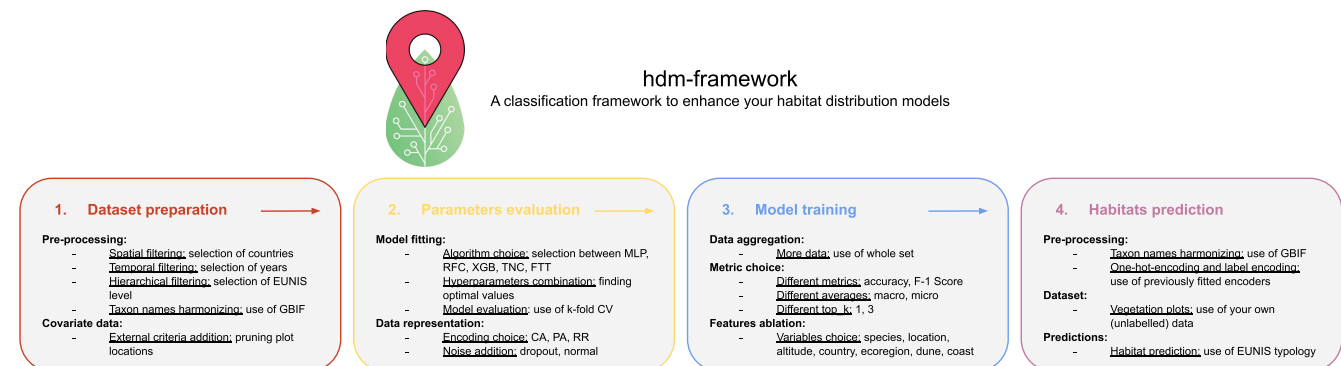 hdm-framework
A classification framework to enhance your habitat distribution models
1. Dataset preparation
Pre-processing:
- Spatial filtering: selection of countries
- Temporal filtering: selection of years
- Hierarchical filtering: selection of EUNIS
level
- Taxon names harmonizing: use of GBIF
Covariate data:
- External criteria addition: pruning plot
locations
2. Parameters evaluation
Model fitting:
- Algorithm choice: selection between MLP,
RFC, XGB, TNC, FTT
- Hyperparameters combination: finding
optimal values
- Model evaluation: use of k-fold CV
Data representation:
- Encoding choice: CA, PA, RR
- Noise addition: dropout, normal
3. Model training
Data aggregation:
- More data: use of whole set
Metric choice:
- Different metrics: accuracy, F-1 Score
- Different averages: macro, micro
- Different top_k: 1, 3
Features ablation:
- Variables choice: species, location,
altitude, country, ecoregion, dune, coast
4. Habitats prediction
Pre-processing:
- Taxon names harmonizing: use of GBIF
- One-hot-encoding and label encoding:
use of previously fitted encoders
Dataset:
- Vegetation plots: use of your own
(unlabelled) data
Predictions:
- Habitat prediction: use of EUNIS typology